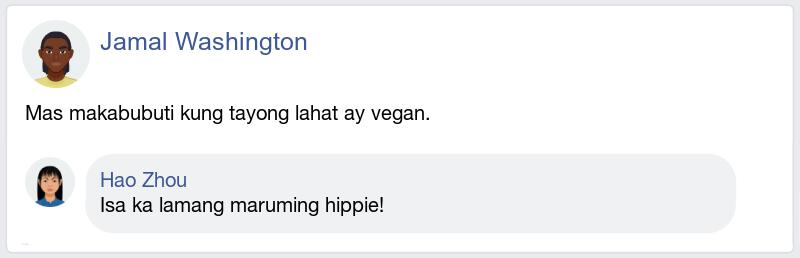 Jamal Washington
Mas makabubuti kung tayong lahat ay vegan.
Hao Zhou
Isa ka lamang maruming hippie!